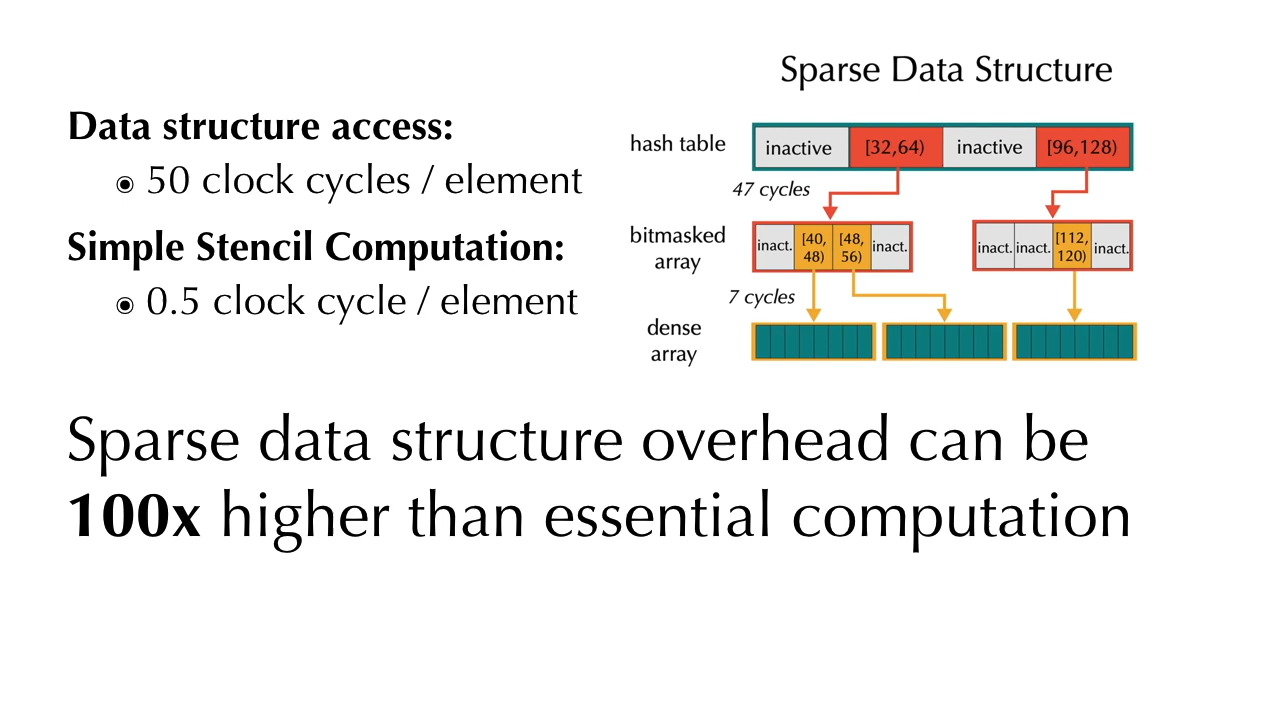 Sparse Data Structure
Data structure access:
◉ 50 clock cycles / element
Simple Stencil Computation:
◉ 0.5 clock cycle / element
hash table
inactive
[32,64)
inactive
[96,128)
47 cycles
bitmasked
array
inact.
[40,
48)
[48,
56)
inact.
inact.
inact.
[112,
120)
inact.
7 cycles
dense
array
Sparse data structure overhead can be
100x higher than essential computation